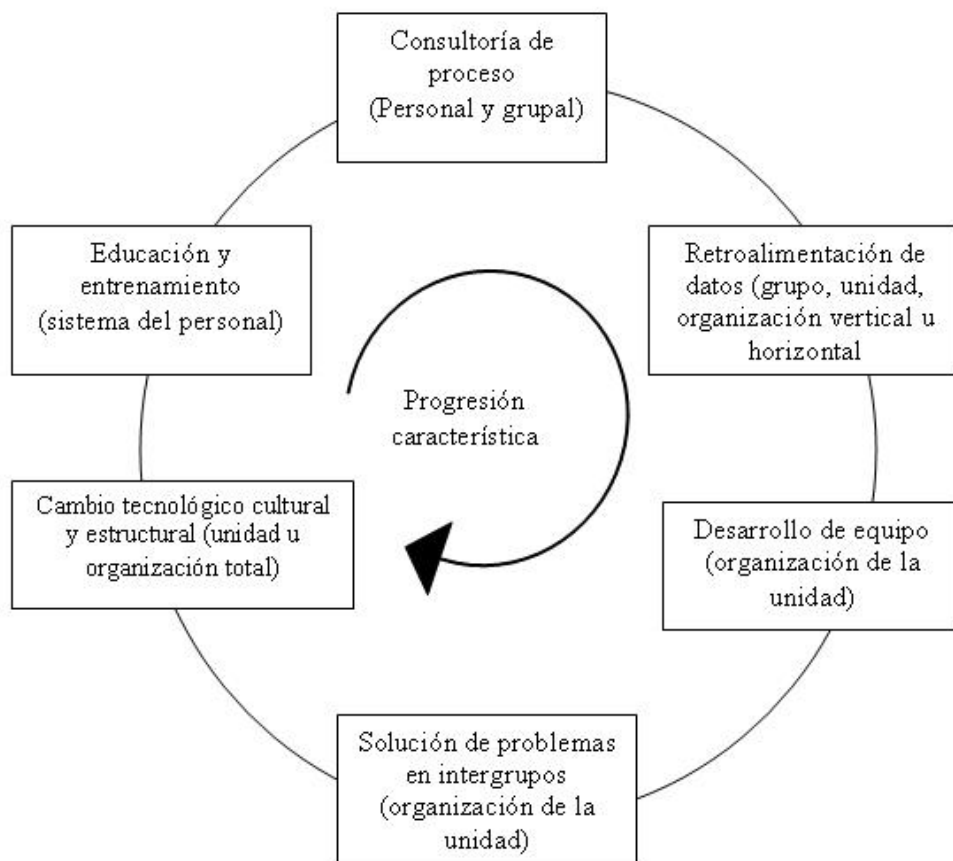 Consultoría de
proceso
(Personal y grupal)
Educación y
entrenamiento
(sistema del personal)
Retroalimentación de
datos (grupo, unidad,
organización vertical u
horizontal
Progresión
característica
Cambio tecnológico cultural
y estructural (unidad u
organización total)
Desarrollo de equipo
(organización de la
unidad)
Solución de problemas
en intergrupos
(organización de la
unidad)